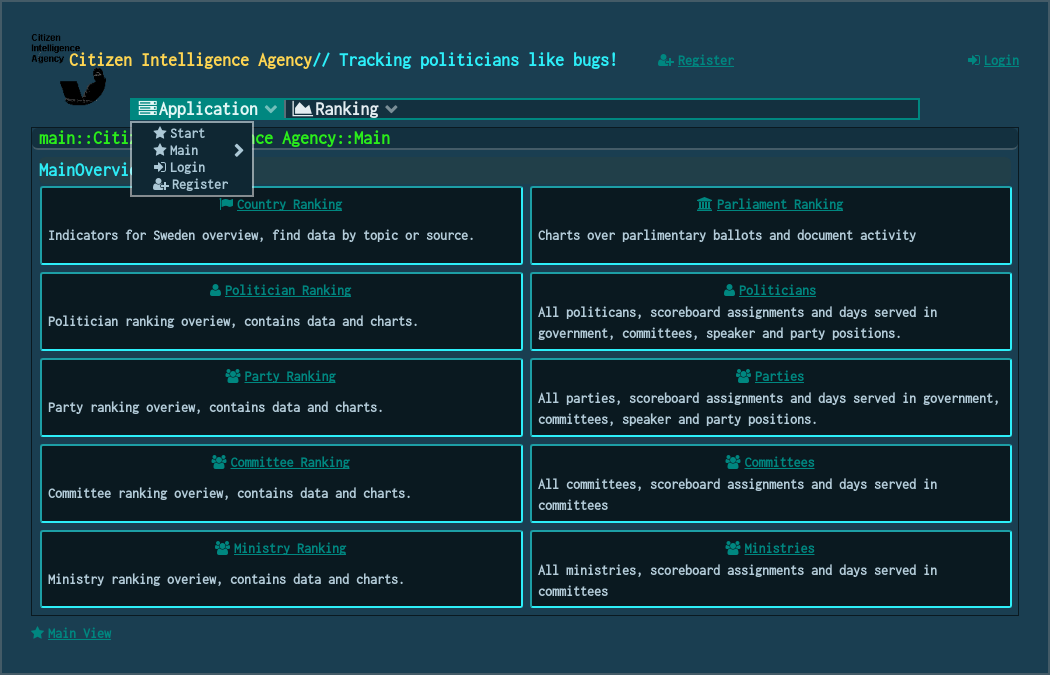 Citizen
Intelligence
Agency
Citizen Intelligence Agency// Tracking politicians like bugs!
Register
Login
Application
Ranking
Start
Main
Login
Register
main::Citi
ce Agency::Main
MainOvervi
Country Ranking
Indicators for Sweden overview, find data by topic or source.
Parliament Ranking
Charts over parlimentary ballots and document activity
Politician Ranking
Politician ranking overiew, contains data and charts.
Politicians
All politicans, scoreboard assignments and days served in
government, committees, speaker and party positions.
Party Ranking
Party ranking overiew, contains data and charts.
Parties
All parties, scoreboard assignments and days served in government,
committees, speaker and party positions.
Committee Ranking
Committee ranking overiew, contains data and charts.
Committees
All committees, scoreboard assignments and days served in
committees
Ministry Ranking
Ministry ranking overiew, contains data and charts.
Ministries
All ministries, scoreboard assignments and days served in
committees
Main View